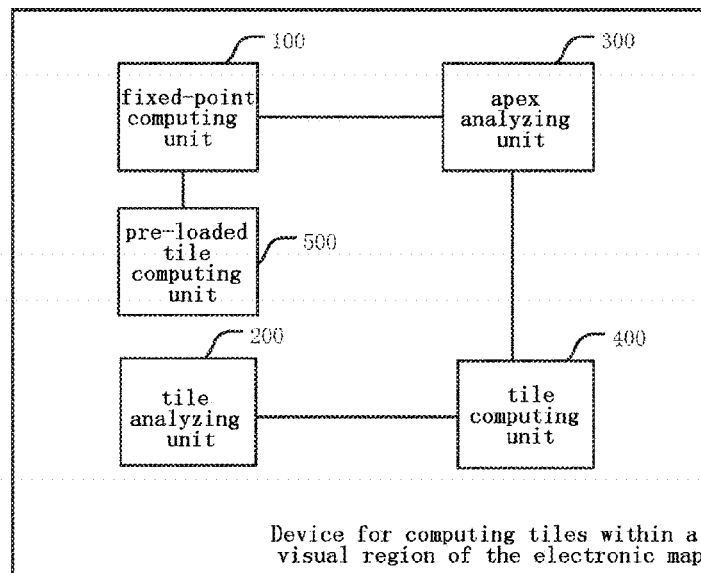 100
300
fixed-point
computing
unit
apex
analyzing
unit
pre-loaded
tile
computing
unit
500
200
400
tile
analyzing
unit
tile
computing
unit
Device for computing tiles within a
visual region of the electronic map